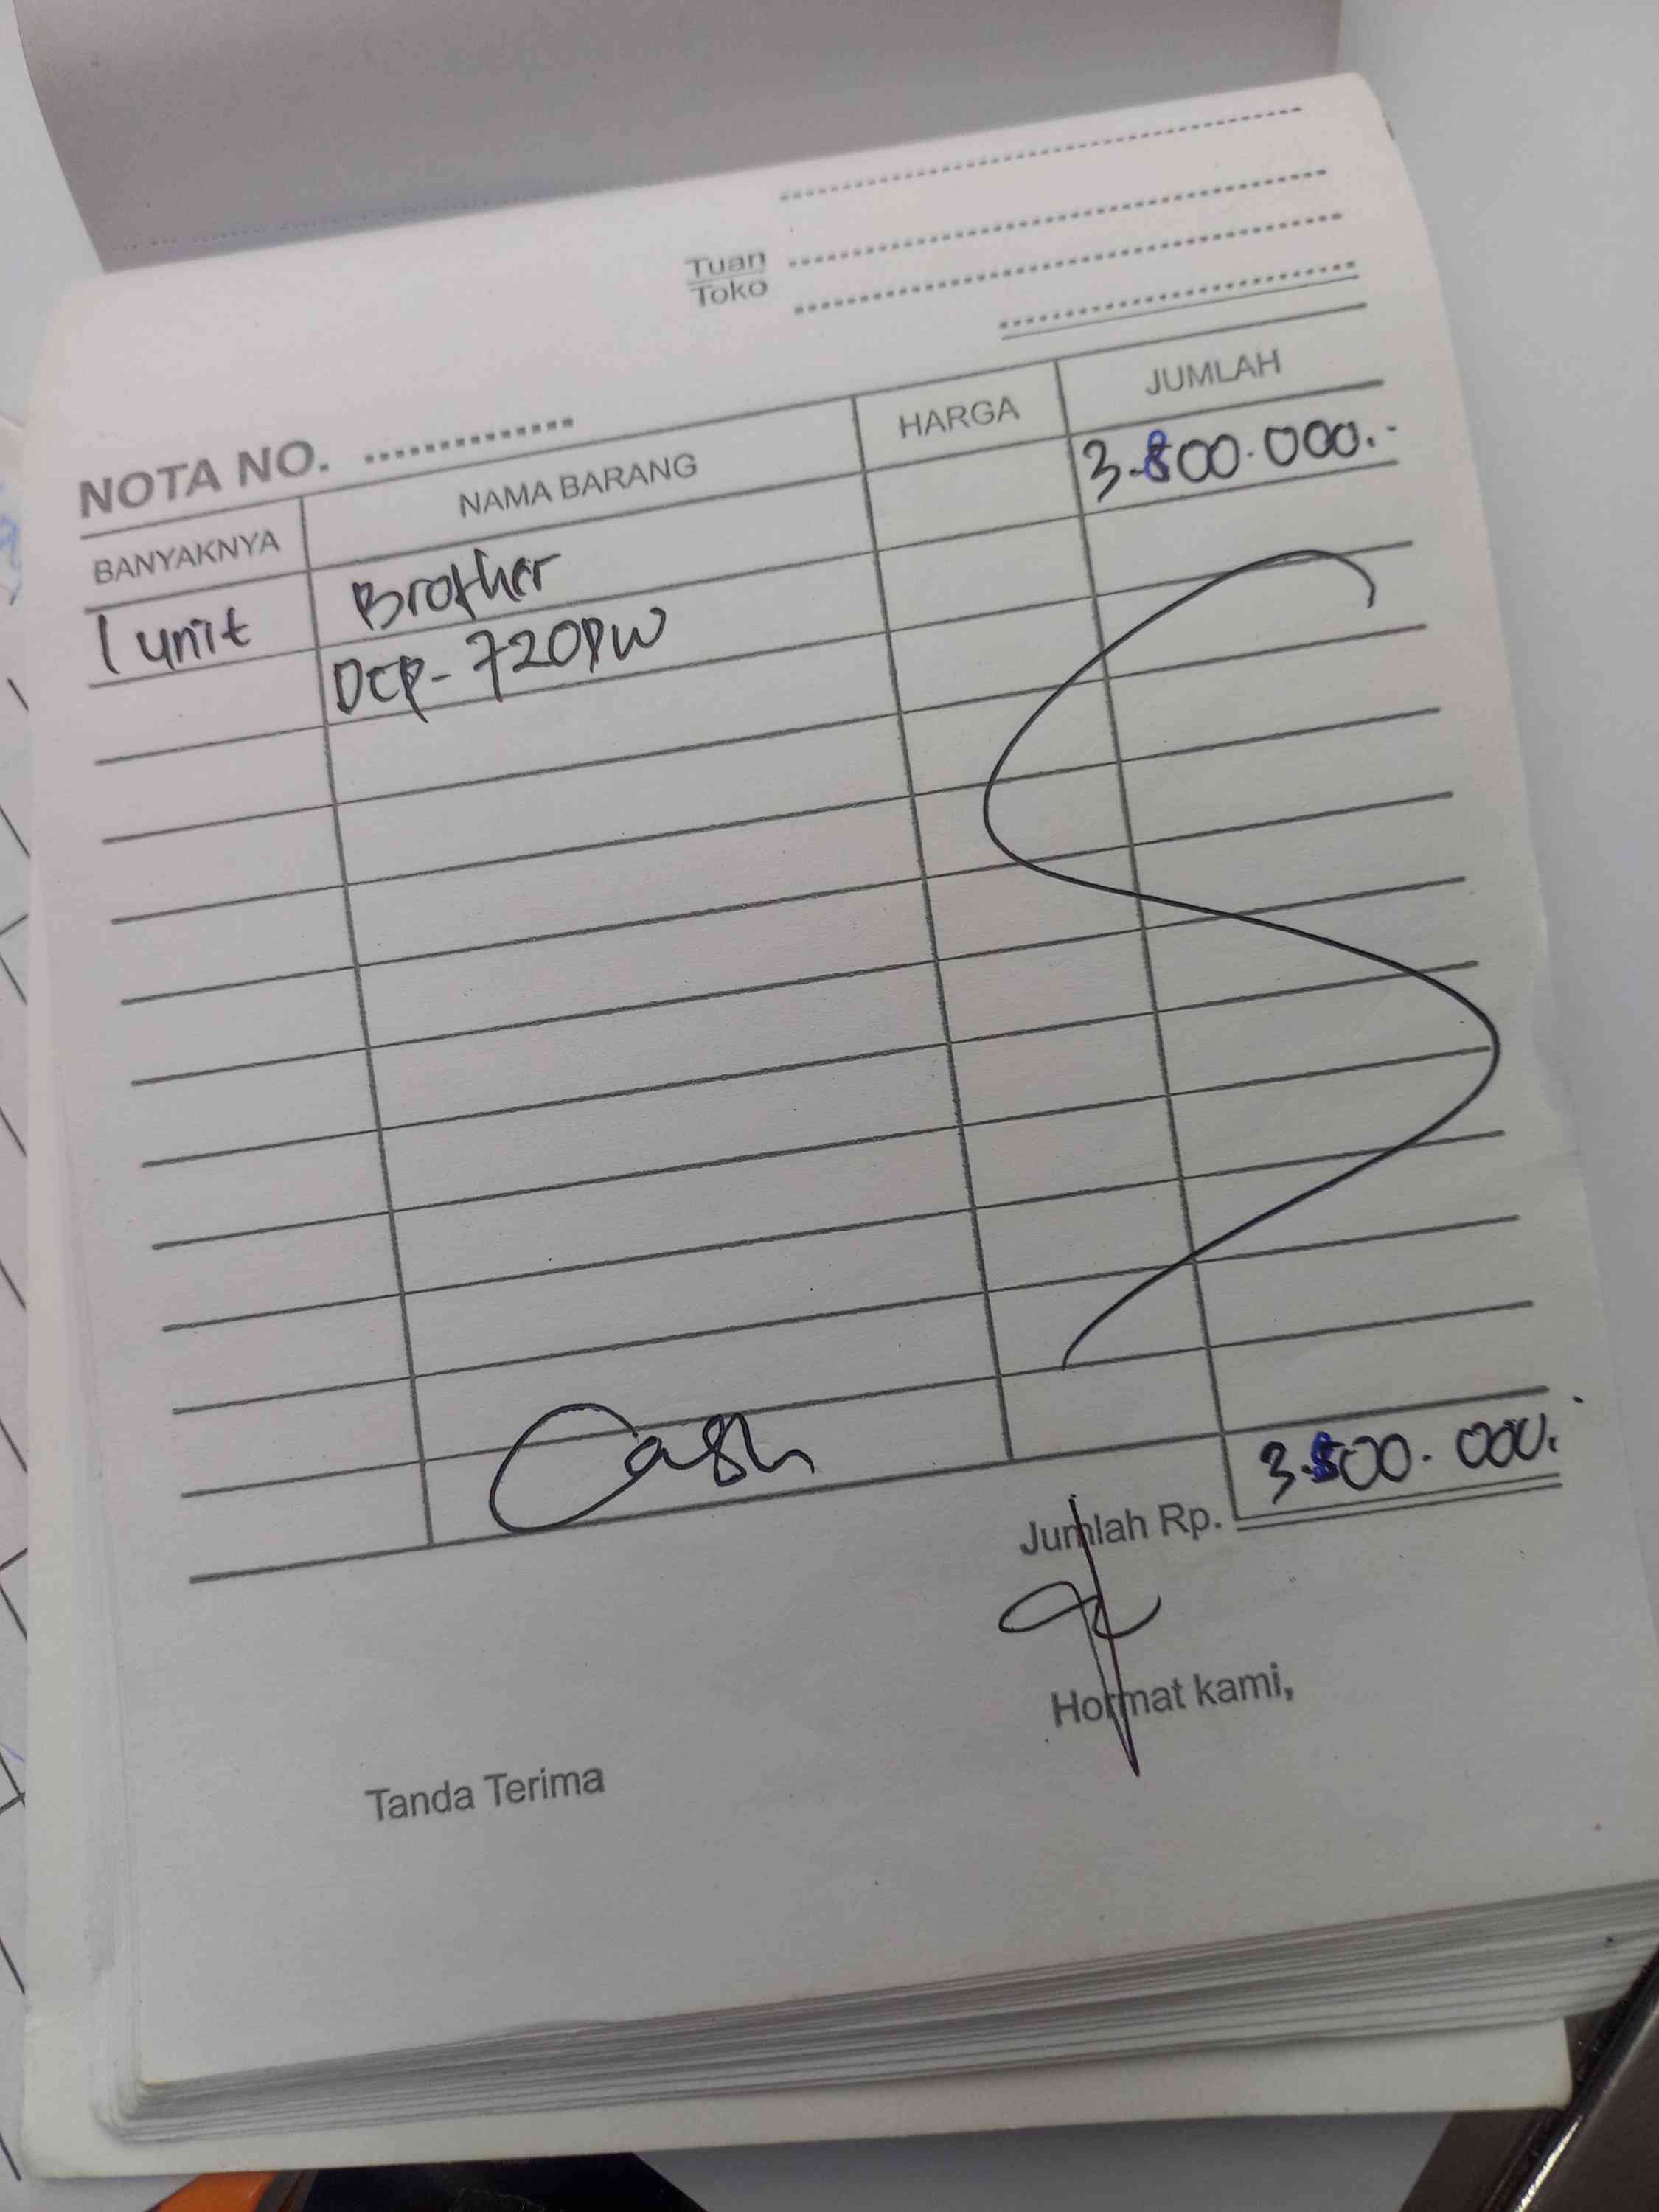 Tuan
Toko
NOTA NO. ................
BANYAKNYA NAMA BARANG HARGA JUMLAH
1 unit Brother 3.800.000.-
DCP-720DW
Cash
Jumlah Rp. 3.800.000.-
Tanda Terima Hormat kami,